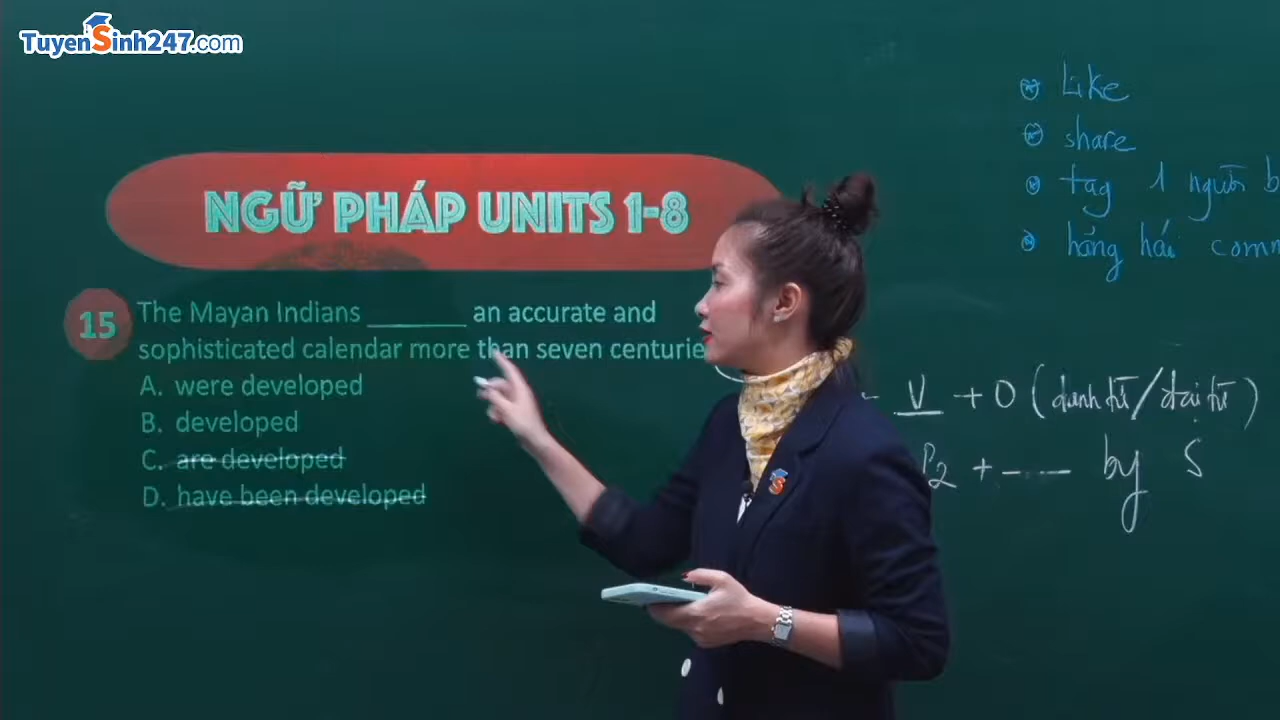 TuyenSinh247.com
Like
share
tag 1 người b
hăng hái comm
NGỮ PHÁP UNITS 1-8
15 The Mayan Indians ________ an accurate and
sophisticated calendar more than seven centurie
A. were developed
B. developed
C. are developed
D. have been developed
V + O (danh từ/đại từ)
P2 + ---- by S